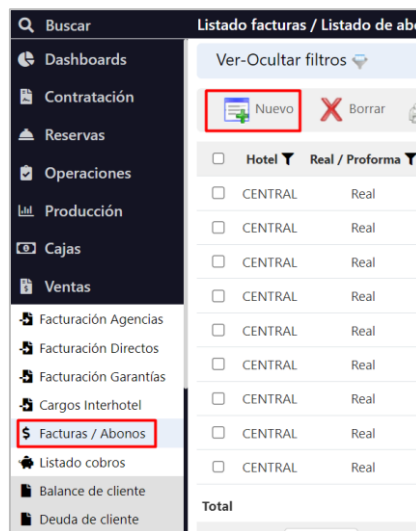 Buscar
Dashboards
Contratación
Reservas
Operaciones
Producción
Cajas
Ventas
Facturación Agencias
Facturación Directos
Facturación Garantías
Cargos Interhotel
Facturas / Abonos
Listado cobros
Balance de cliente
Deuda de cliente
Listado facturas / Listado de abo
Ver-Ocultar filtros
Nuevo Borrar
Hotel Real / Proforma
CENTRAL Real
CENTRAL Real
CENTRAL Real
CENTRAL Real
CENTRAL Real
CENTRAL Real
CENTRAL Real
CENTRAL Real
CENTRAL Real
Total